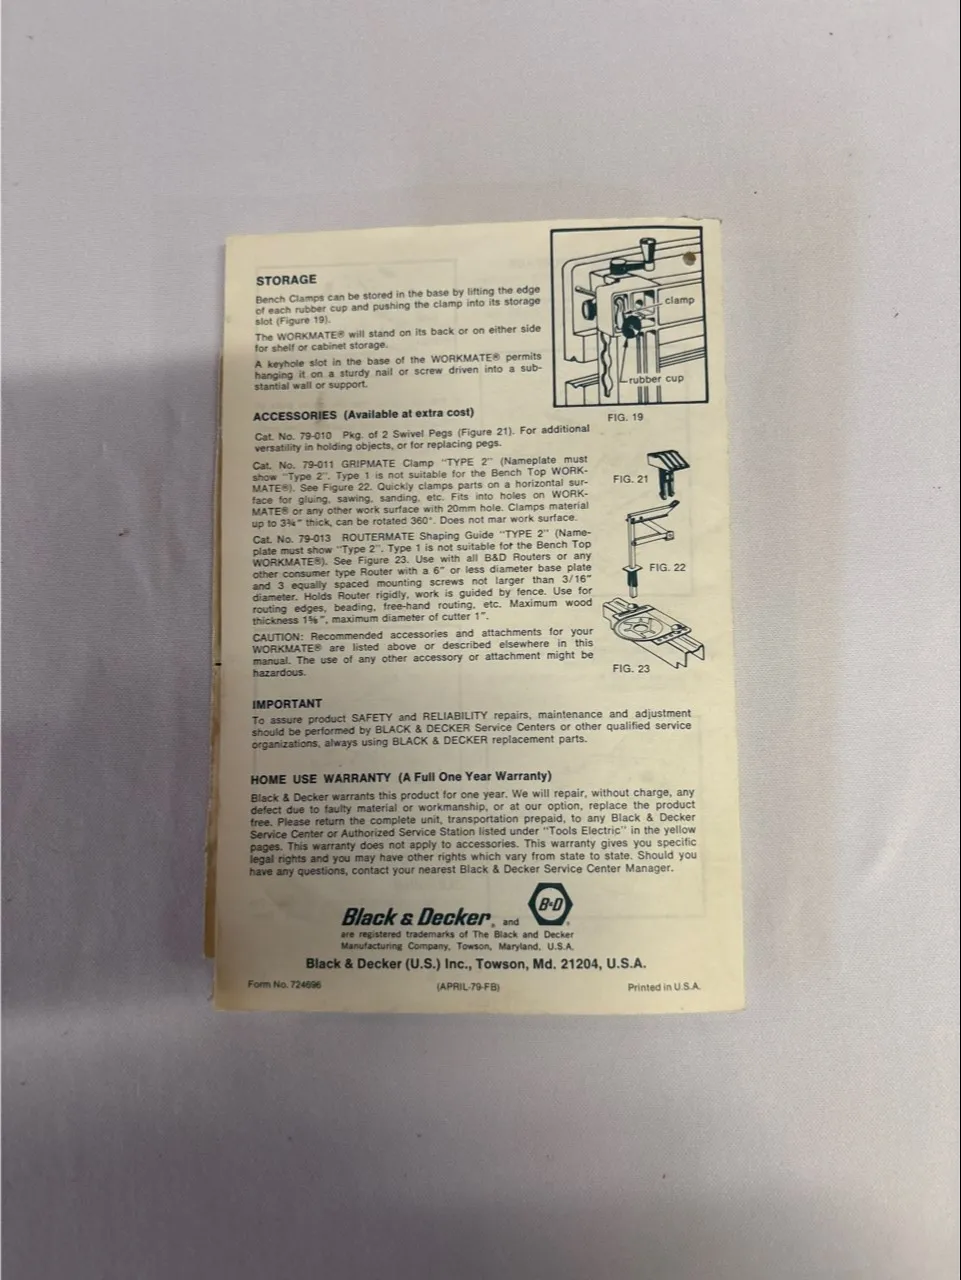 STORAGE
Bench Clamps can be stored in the base by lifting the edge
of each rubber cup and pushing the clamp into its storage
slot (Figure 19).
The WORKMATE® will stand on its back or on either side
for shelf or cabinet storage.
A keyhole slot in the base of the WORKMATE® permits
hanging it on a sturdy nail or screw driven into a sub-
stantial wall or support.
clamp
rubber cup
FIG. 19
ACCESSORIES (Available at extra cost)
Cat. No. 79-010 Pkg. of 2 Swivel Pegs (Figure 21). For additional
versatility in holding objects, or for replacing pegs.
Cat. No. 79-011 GRIPMATE Clamp "TYPE 2" (Nameplate must
show "Type 2". Type 1 is not suitable for the Bench Top WORK-
MATE®). See Figure 22. Quickly clamps parts on a horizontal sur-
face for gluing, sawing, sanding, etc. Fits into holes on WORK-
MATE® or any other work surface with 20mm hole. Clamps material
up to 3¾" thick, can be rotated 360°. Does not mar work surface.
Cat. No. 79-013 ROUTERMATE Shaping Guide "TYPE 2" (Name-
plate must show "Type 2". Type 1 is not suitable for the Bench Top
WORKMATE®). See Figure 23. Use with all B&D Routers or any
other consumer type Router with a 6" or less diameter base plate
and 3 equally spaced mounting screws not larger than 3/16"
diameter. Holds Router rigidly, work is guided by fence. Use for
routing edges, beading, free-hand routing, etc. Maximum wood
thickness maximum diameter of cutter 1".
CAUTION: Recommended accessories and attachments for your
WORKMATE® are listed above or described elsewhere in this
manual. The use of any other accessory or attachment might be
hazardous.
FIG. 21
FIG. 22
FIG. 23
IMPORTANT
To assure product SAFETY and RELIABILITY repairs, maintenance and adjustment
should be performed by BLACK & DECKER Service Centers or other qualified service
organizations, always using BLACK & DECKER replacement parts.
HOME USE WARRANTY (A Full One Year Warranty)
Black & Decker warrants this product for one year. We will repair, without charge, any
defect due to faulty material or workmanship, or at our option, replace the product
free. Please return the complete unit, transportation prepaid, to any Black & Decker
Service Center or Authorized Service Station listed under "Tools Electric" in the yellow
pages. This warranty does not apply to accessories. This warranty gives you specific
legal rights and you may have other rights which vary from state to state. Should you
have any questions, contact your nearest Black & Decker Service Center Manager.
Black & Decker® and B&D®
are registered trademarks of The Black and Decker
Manufacturing Company, Towson, Maryland, U.S.A.
Black & Decker (U.S.) Inc., Towson, Md. 21204, U.S.A.
Form No. 724696 (APRIL-79-FB) Printed in U.S.A.